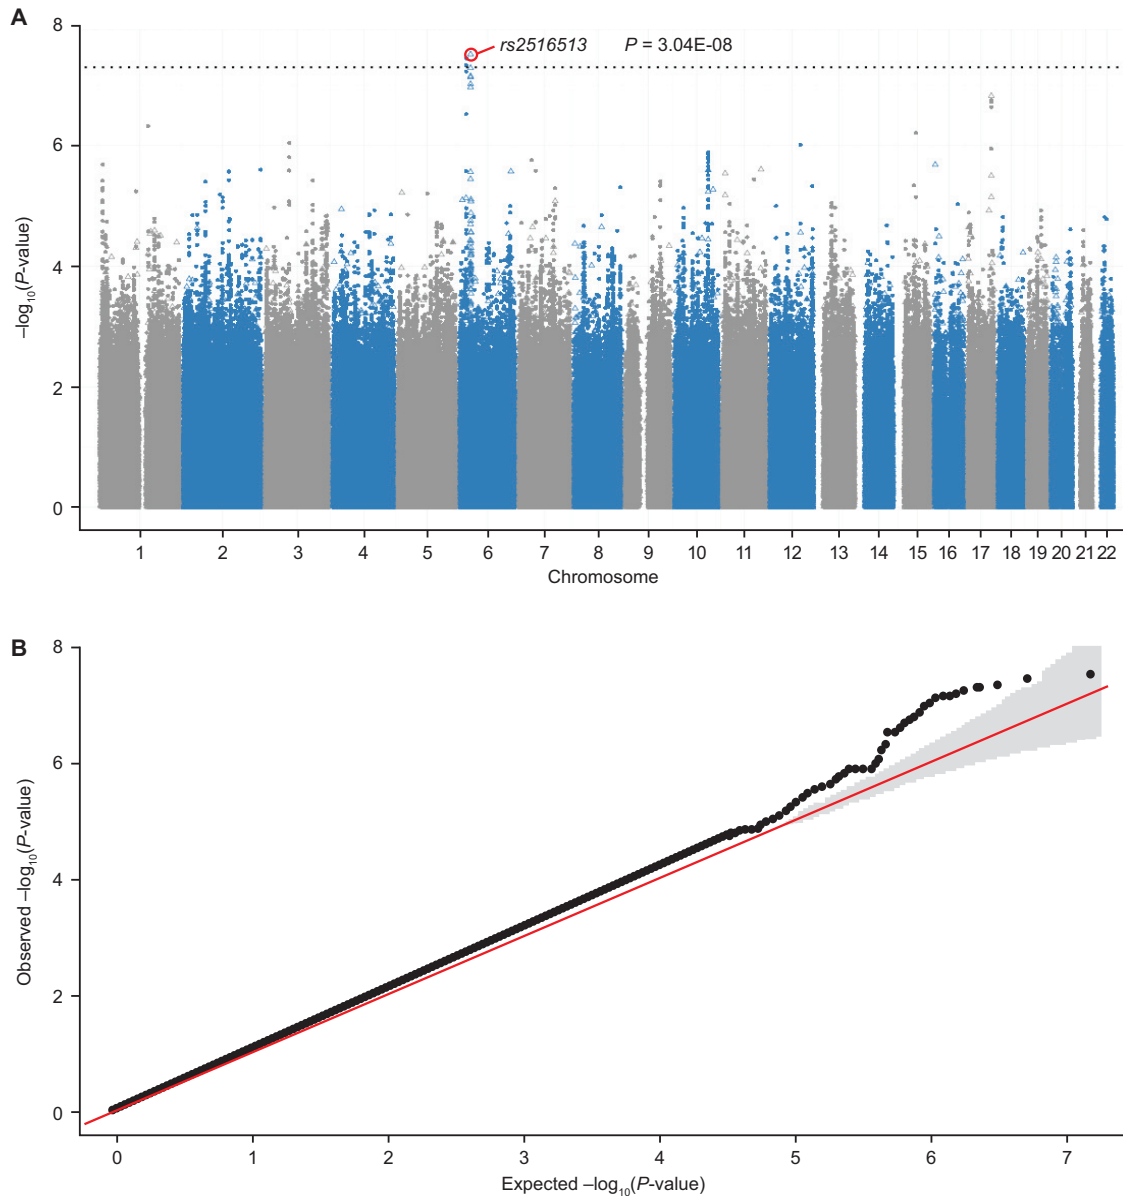 A
8
rs2516513 P = 3.04E-08
6
4
2
0
–log10(P-value)
1 2 3 4 5 6 7 8 9 10 11 12 13 14 15 16 17 18 19 20 21 22
Chromosome
B
8
6
4
2
0
Observed –log10(P-value)
0 1 2 3 4 5 6 7
Expected –log10(P-value)